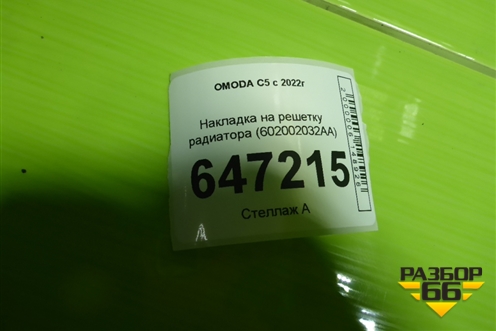 OMODA C5 с 2022г
Накладка на решетку
радиатора (602002032AA)
647215
Стеллаж А
РАЗБОР
66